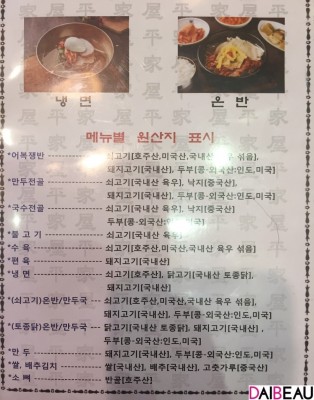 냉 면 온 반
메뉴별 원산지 표시
*어복쟁반 ---------- 쇠고기[호주산,미국산,국내산 육우 섞음],
돼지고기[국내산], 두부[콩-외국산:인도,미국]
*만두전골 ---------- 쇠고기[국내산 육우], 낙지[중국산],
돼지고기[국내산], 두부[콩-외국산:인도,미국]
*국수전골 ---------- 쇠고기[국내산 육우], 낙지[중국산]
두부[콩-외국산:인도,미국]
*불 고 기 ---------- 쇠고기[국내산 육우]
*수 육 ---------- 쇠고기[호주산,미국산,국내산 육우 섞음]
*편 육 ---------- 돼지고기[국내산]
*냉 면 ---------- 쇠고기[호주산], 닭고기[국내산 토종닭],
돼지고기[국내산]
*(쇠고기)온반/만두국 쇠고기[호주산,미국산,국내산 육우 섞음],
돼지고기[국내산], 두부[콩-외국산:인도,미국]
*(토종닭)온반/만두국- 닭고기[국내산 토종닭], 돼지고기[국내산] ,
두부[콩-외국산:인도,미국]
*만 두 ---------- 돼지고기[국내산], 두부[콩-외국산:인도,미국]
*쌀, 배추김치 ------- 쌀[국내산], 배추[국내산], 고춧가루[중국산]
*소 뼈 ---------- 반골[호주산]
DAIBEAU